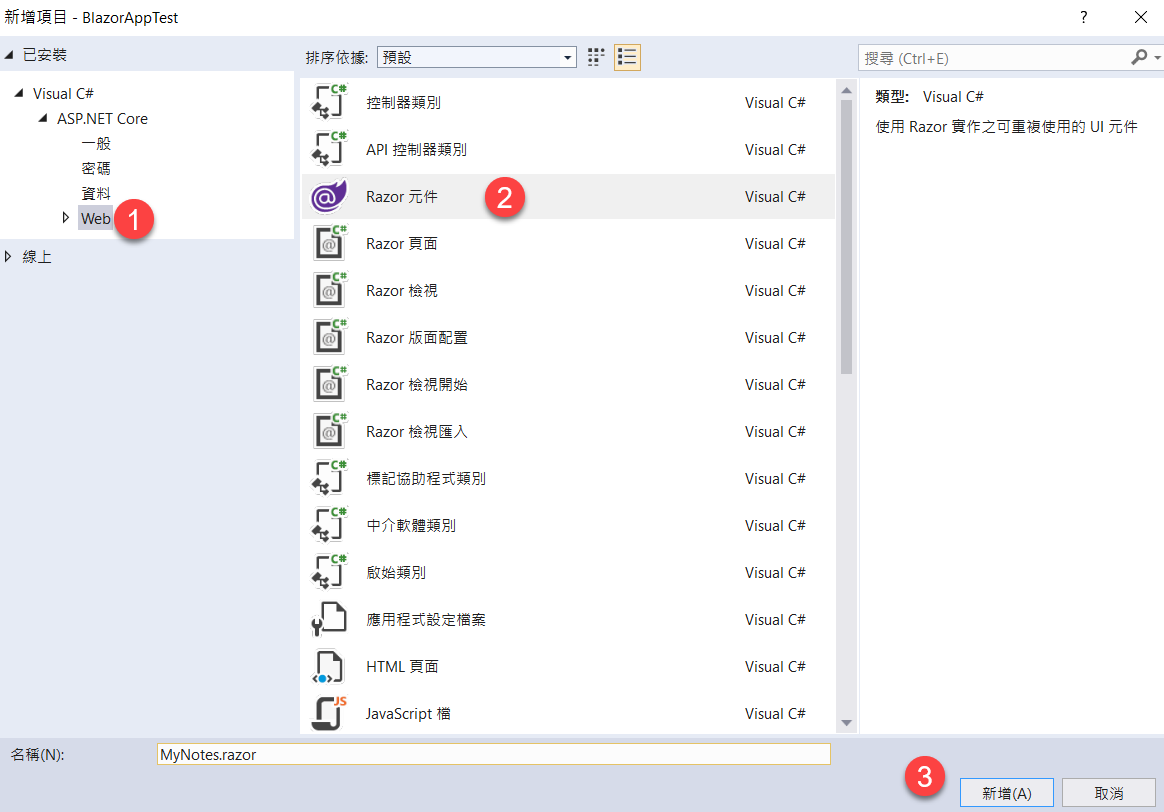 新增項目 - BlazorAppTest
?
已安裝
排序依據: 預設
搜尋 (Ctrl+E)
Visual C#
ASP.NET Core
一般
密碼
資料
Web
1
線上
控制器類別 Visual C#
API 控制器類別 Visual C#
Razor 元件 2 Visual C#
Razor 頁面 Visual C#
Razor 檢視 Visual C#
Razor 版面配置 Visual C#
Razor 檢視開始 Visual C#
Razor 檢視匯入 Visual C#
標記協助程式類別 Visual C#
中介軟體類別 Visual C#
啟始類別 Visual C#
應用程式設定檔案 Visual C#
HTML 頁面 Visual C#
JavaScript 檔 Visual C#
類型: Visual C#
使用 Razor 實作之可重複使用的 UI 元件
名稱(N): MyNotes.razor
3
新增(A) 取消